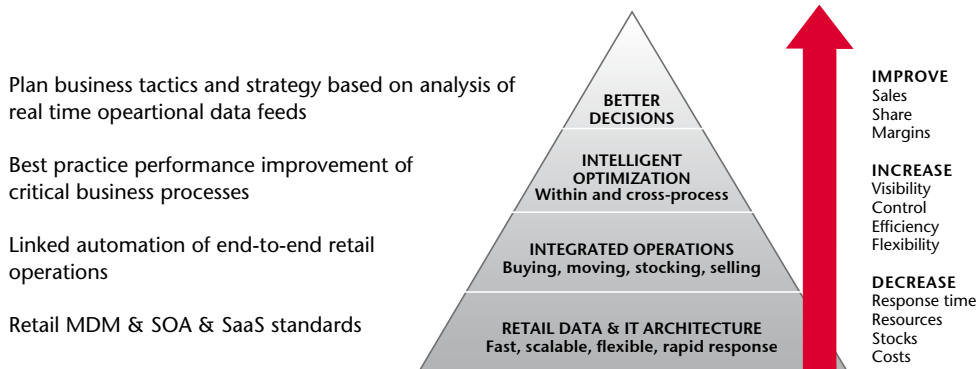 Plan business tactics and strategy based on analysis of
real time opeartional data feeds
Best practice performance improvement of
critical business processes
Linked automation of end-to-end retail
operations
Retail MDM & SOA & SaaS standards
BETTER
DECISIONS
INTELLIGENT
OPTIMIZATION
Within and cross-process
INTEGRATED OPERATIONS
Buying, moving, stocking, selling
RETAIL DATA & IT ARCHITECTURE
Fast, scalable, flexible, rapid response
IMPROVE
Sales
Share
Margins
INCREASE
Visibility
Control
Efficiency
Flexibility
DECREASE
Response time
Resources
Stocks
Costs